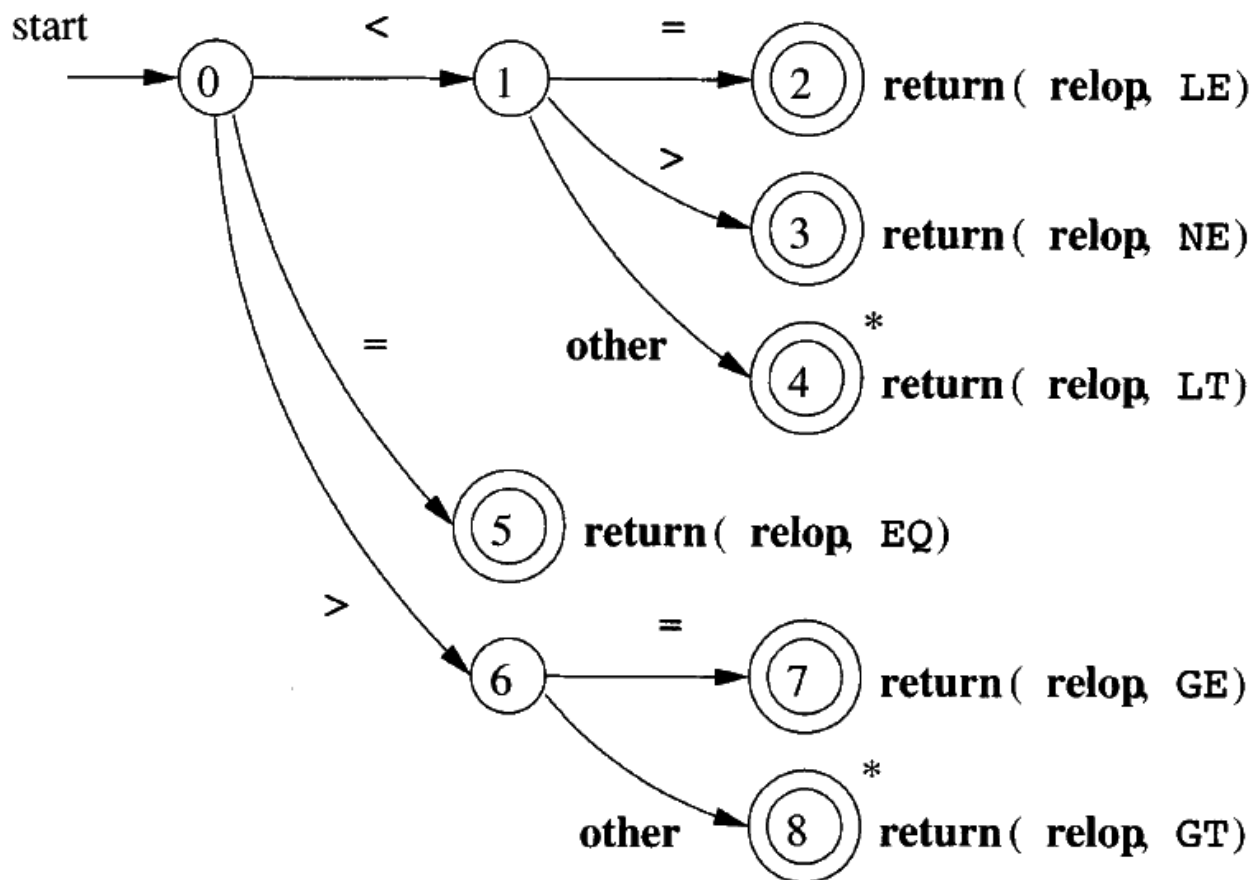 start < =
0 1 2 return( relop, LE)
>
3 return( relop, NE)
*
= other
4 return( relop, LT)
5 return( relop, EQ)
> =
6 7 return( relop, GE)
*
other 8 return( relop, GT)